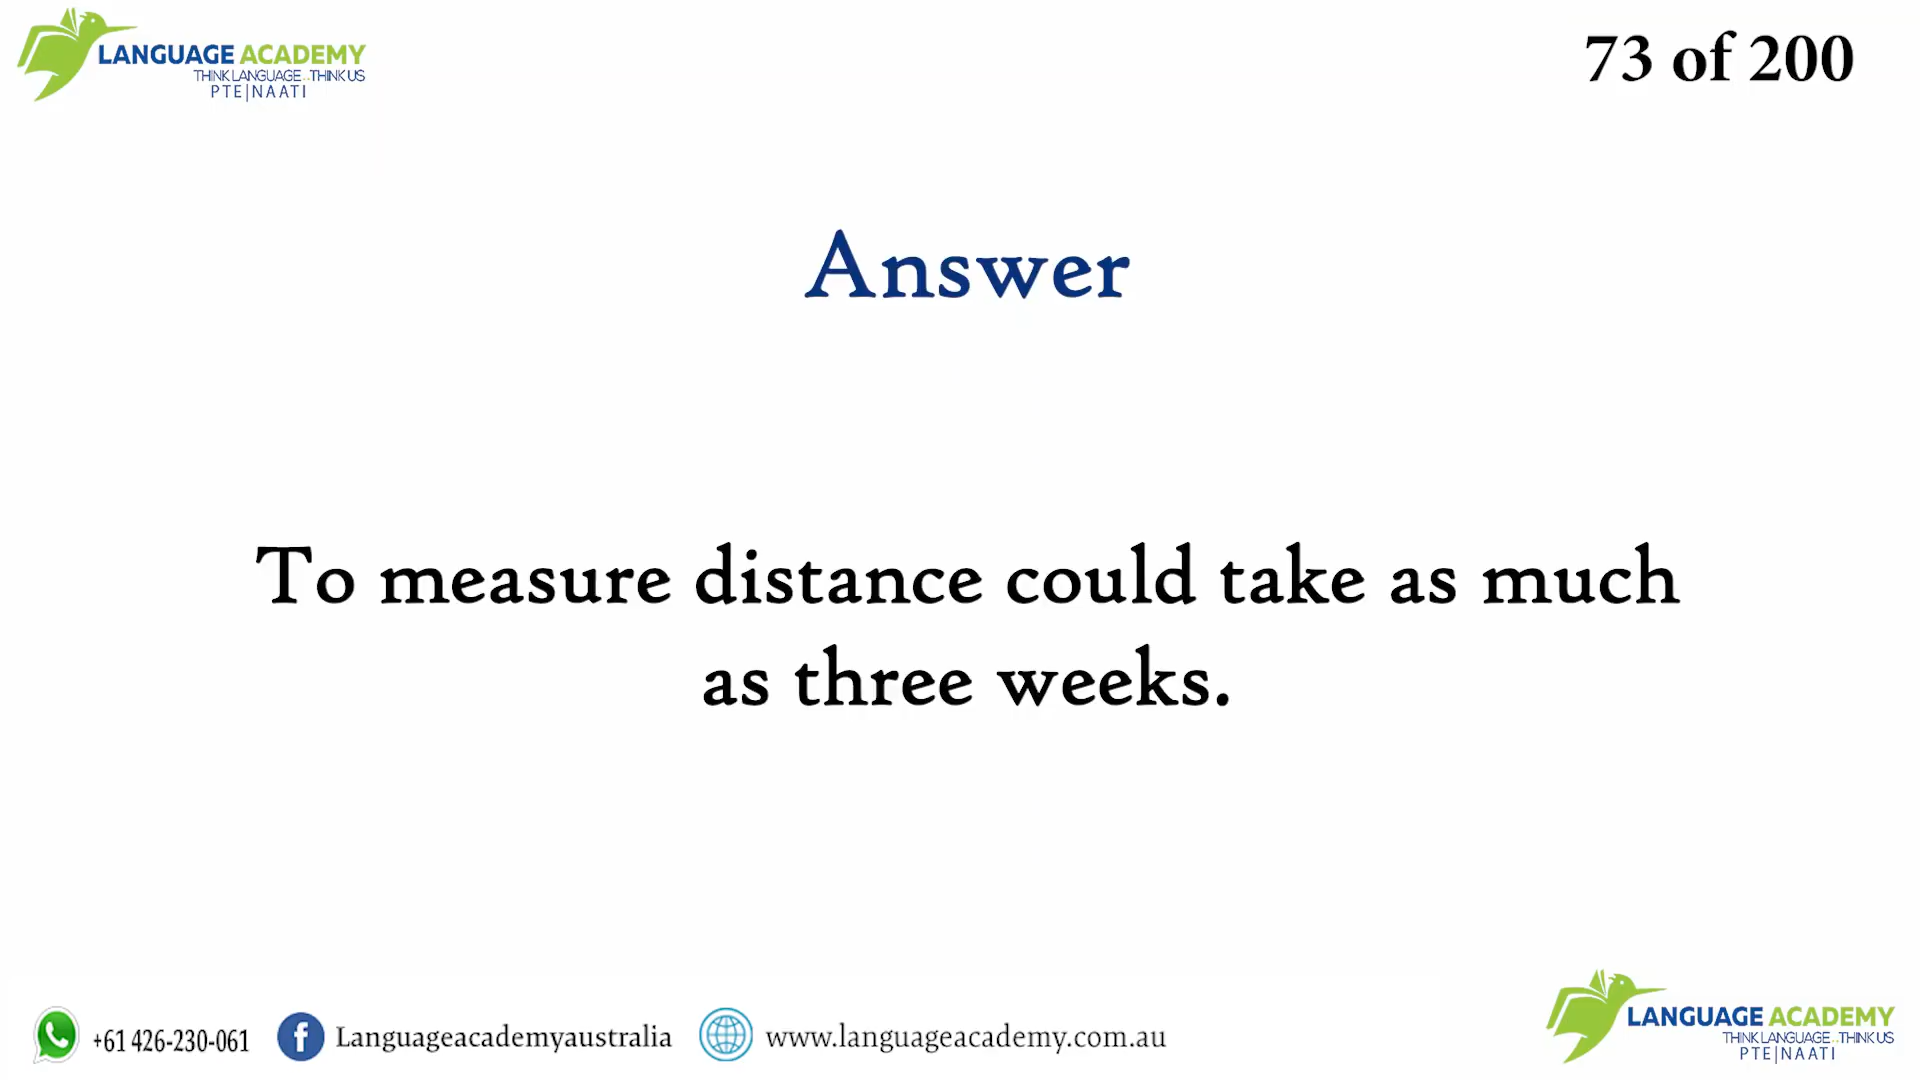 LANGUAGE ACADEMY
THINK LANGUAGE..THINK US
PTE|NAATI
73 of 200
Answer
To measure distance could take as much
as three weeks.
+61 426-230-061
Languageacademyaustralia
www.languageacademy.com.au
LANGUAGE ACADEMY
THINK LANGUAGE..THINK US
PTE|NAATI